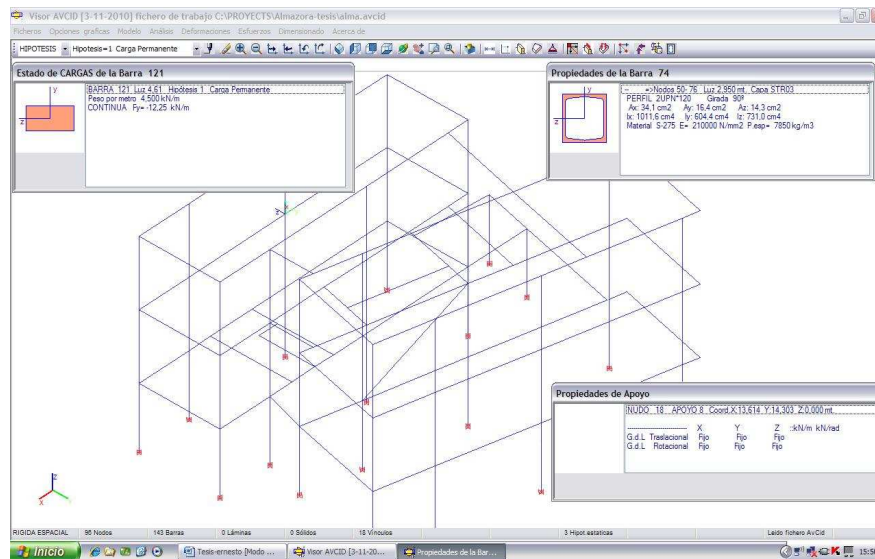 Visor AVCID [3-11-2010] fichero de trabajo C:\PROYECTS\Almazora-tesis\alma.avcid
Ficheros Opciones graficas Modelo Análisis Deformaciones Esfuerzos Dimensionado Acerca de
HIPOTESIS Hipotesis=1 Carga Permanente
Estado de CARGAS de la Barra 121
BARRA 121 Luz 4,61 Hipótesis 1 Carga Permanente
Peso por metro 4,500 kN/m
CONTINUA Fy= -12,25 kN/m
y
z
Propiedades de la Barra 74
=>Nodos 50- 76 Luz 2,950 mt. Capa STR03
PERFIL 2UPN*120 Girada 90º
Ax: 34,1 cm2 Ay: 16,4 cm2 Az: 14,3 cm2
Ix: 1011,6 cm4 Iy: 604,4 cm4 Iz: 731,0 cm4
Material S-275 E= 210000 N/mm2 P.esp= 7850 kg/m3
y
z
Propiedades de Apoyo
NUDO 18 APOYO 8 Coord.X:13,614 Y:14,303 Z:0,000 mt.
X Y Z ::kN/m kN/rad
G.d.L Traslacional Fijo Fijo Fijo
G.d.L Rotacional Fijo Fijo Fijo
z
x
RIGIDA ESPACIAL 96 Nodos 143 Barras 0 Láminas 0 Sólidos 18 Vínculos 3 Hipot.estaticas Leido fichero AvCid
Inicio Tesis-ernesto [Modo ... Visor AVCID [3-11-20... Propiedades de la Bar...